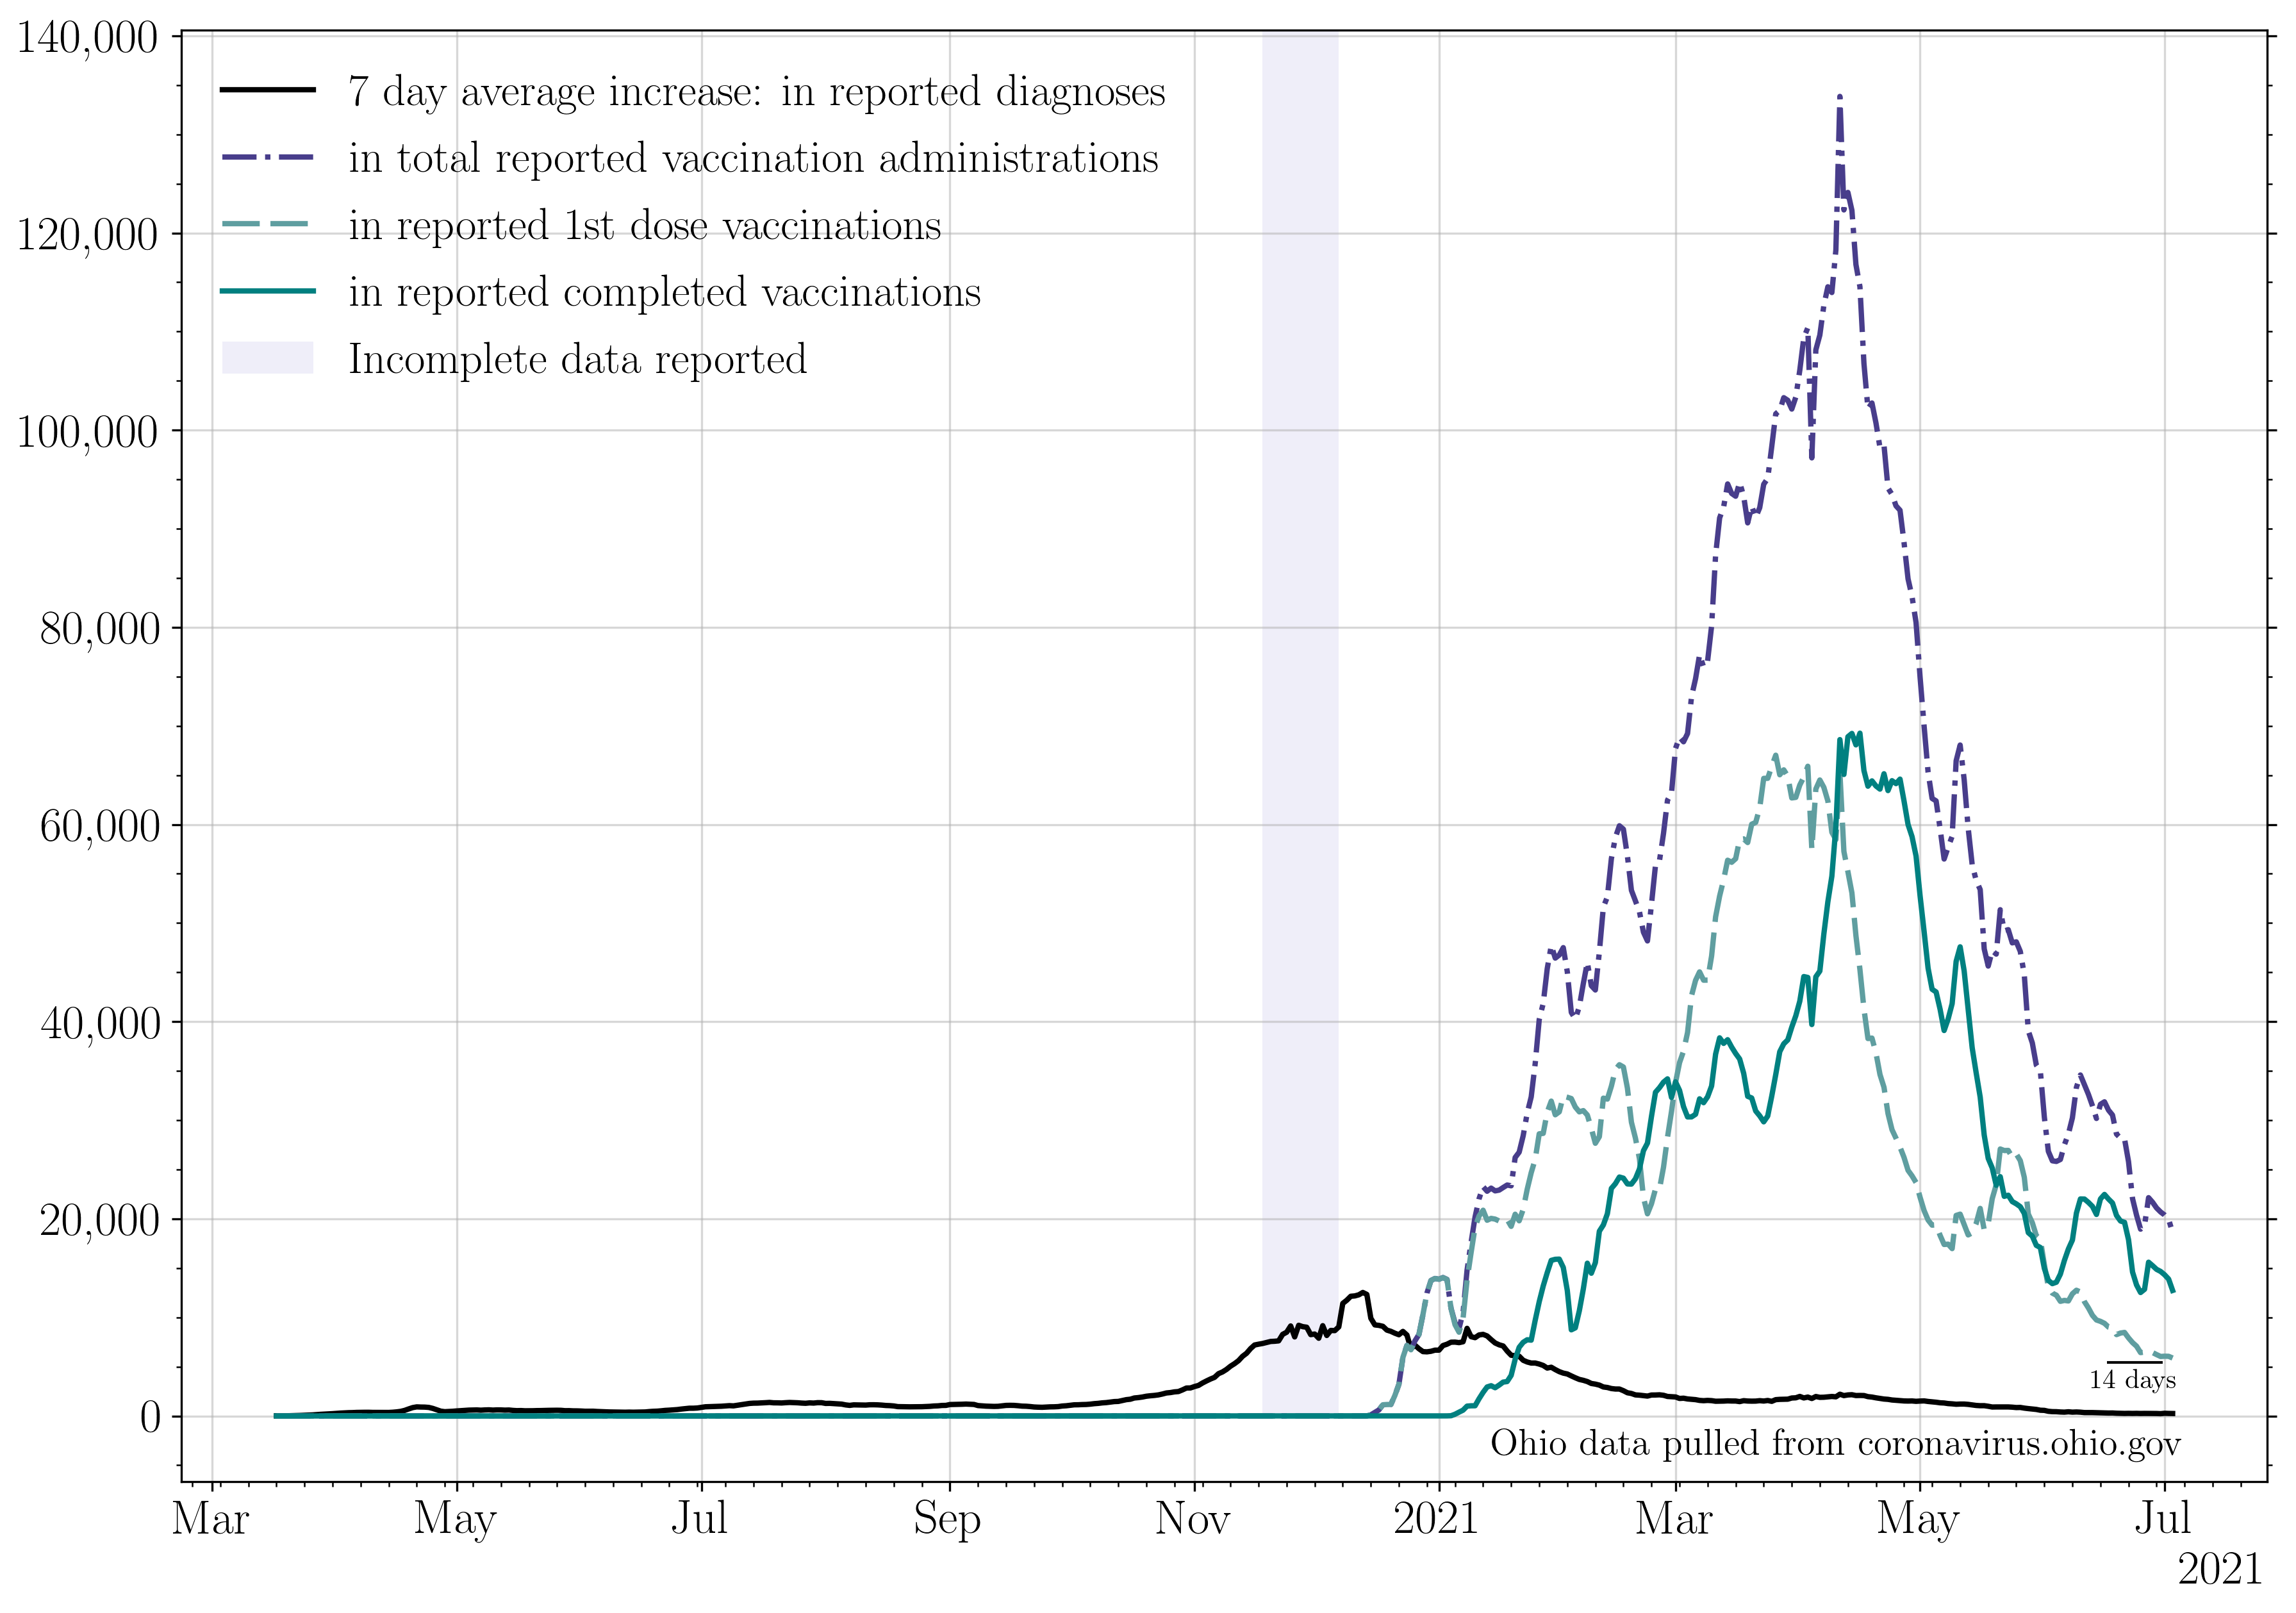 140,000
7 day average increase: in reported diagnoses
in total reported vaccination administrations
120,000
in reported 1st dose vaccinations
in reported completed vaccinations
Incomplete data reported
100,000
80,000
60,000
40,000
20,000
14 days
0
Ohio data pulled from coronavirus.ohio.gov
Mar May Jul Sep Nov 2021 Mar May Jul
2021